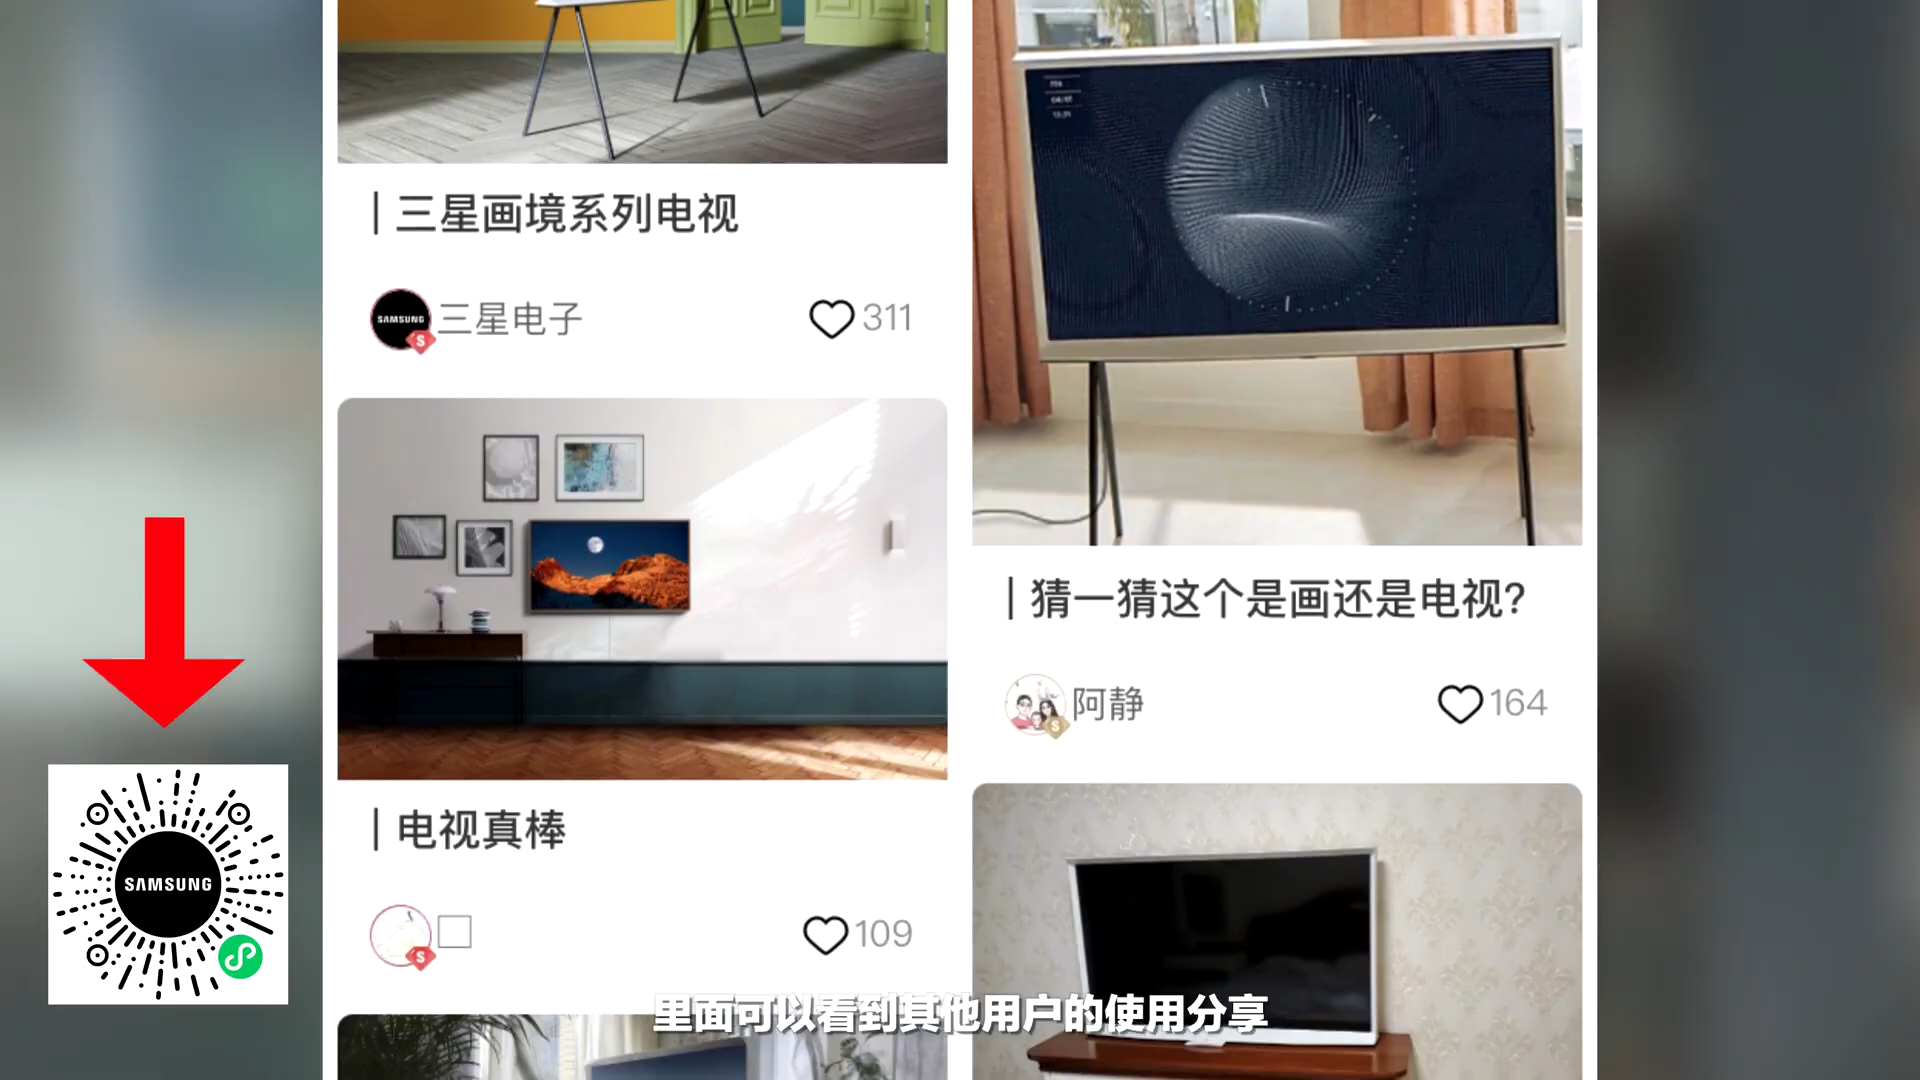 三星画境系列电视
SAMSUNG
三星电子
311
电视真棒
109
猜一猜这个是画还是电视?
阿静
164
SAMSUNG
里面可以看到其他用户的使用分享